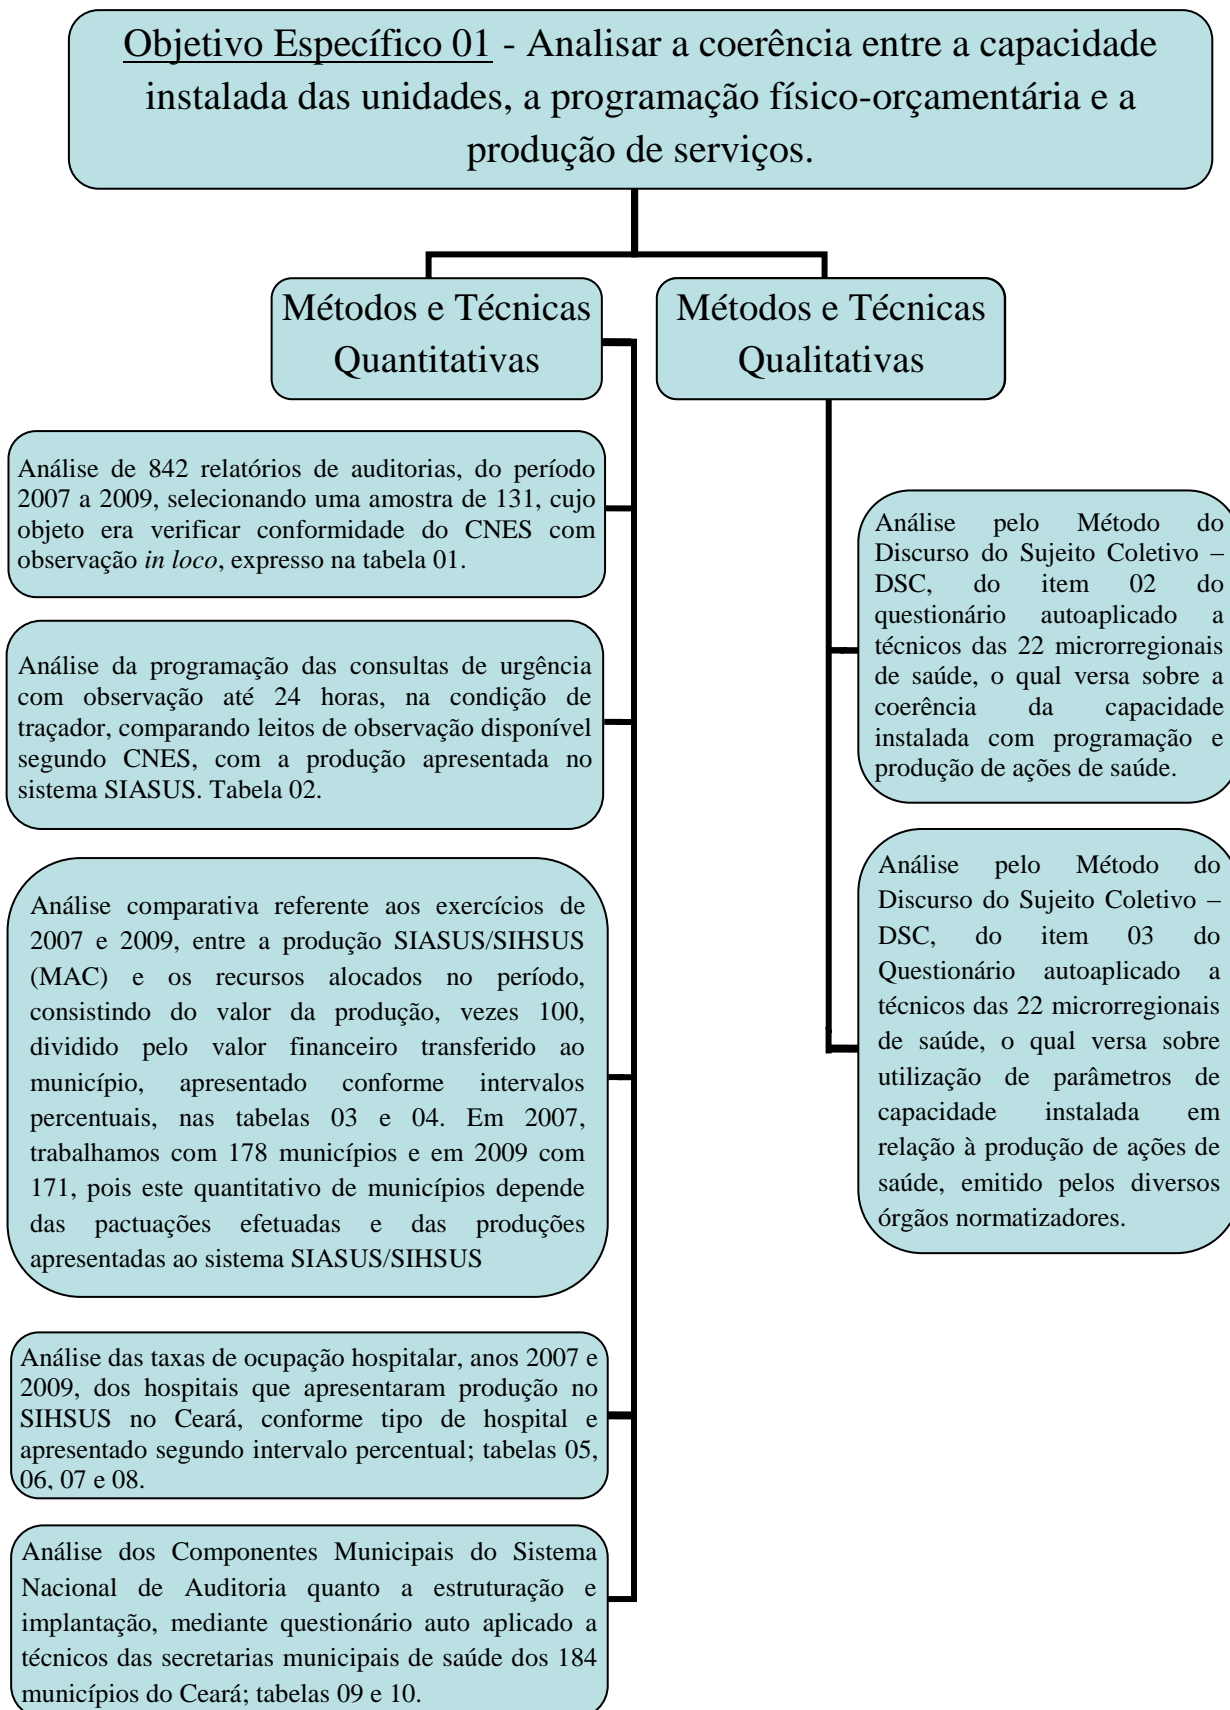 Objetivo Específico 01 - Analisar a coerência entre a capacidade
instalada das unidades, a programação físico-orçamentária e a
produção de serviços.
Métodos e Técnicas
Quantitativas
Métodos e Técnicas
Qualitativas
Análise de 842 relatórios de auditorias, do período
2007 a 2009, selecionando uma amostra de 131, cujo
objeto era verificar conformidade do CNES com
observação in loco, expresso na tabela 01.
Análise da programação das consultas de urgência
com observação até 24 horas, na condição de
traçador, comparando leitos de observação disponível
segundo CNES, com a produção apresentada no
sistema SIASUS. Tabela 02.
Análise comparativa referente aos exercícios de
2007 e 2009, entre a produção SIASUS/SIHSUS
(MAC) e os recursos alocados no período,
consistindo do valor da produção, vezes 100,
dividido pelo valor financeiro transferido ao
município, apresentado conforme intervalos
percentuais, nas tabelas 03 e 04. Em 2007,
trabalhamos com 178 municípios e em 2009 com
171, pois este quantitativo de municípios depende
das pactuações efetuadas e das produções
apresentadas ao sistema SIASUS/SIHSUS
Análise das taxas de ocupação hospitalar, anos 2007 e
2009, dos hospitais que apresentaram produção no
SIHSUS no Ceará, conforme tipo de hospital e
apresentado segundo intervalo percentual; tabelas 05,
06, 07 e 08.
Análise dos Componentes Municipais do Sistema
Nacional de Auditoria quanto a estruturação e
implantação, mediante questionário auto aplicado a
técnicos das secretarias municipais de saúde dos 184
municípios do Ceará; tabelas 09 e 10.
Análise pelo Método do
Discurso do Sujeito Coletivo –
DSC, do item 02 do
questionário autoaplicado a
técnicos das 22 microrregionais
de saúde, o qual versa sobre a
coerência da capacidade
instalada com programação e
produção de ações de saúde.
Análise pelo Método do
Discurso do Sujeito Coletivo –
DSC, do item 03 do
Questionário autoaplicado a
técnicos das 22 microrregionais
de saúde, o qual versa sobre
utilização de parâmetros de
capacidade instalada em
relação à produção de ações de
saúde, emitido pelos diversos
órgãos normatizadores.